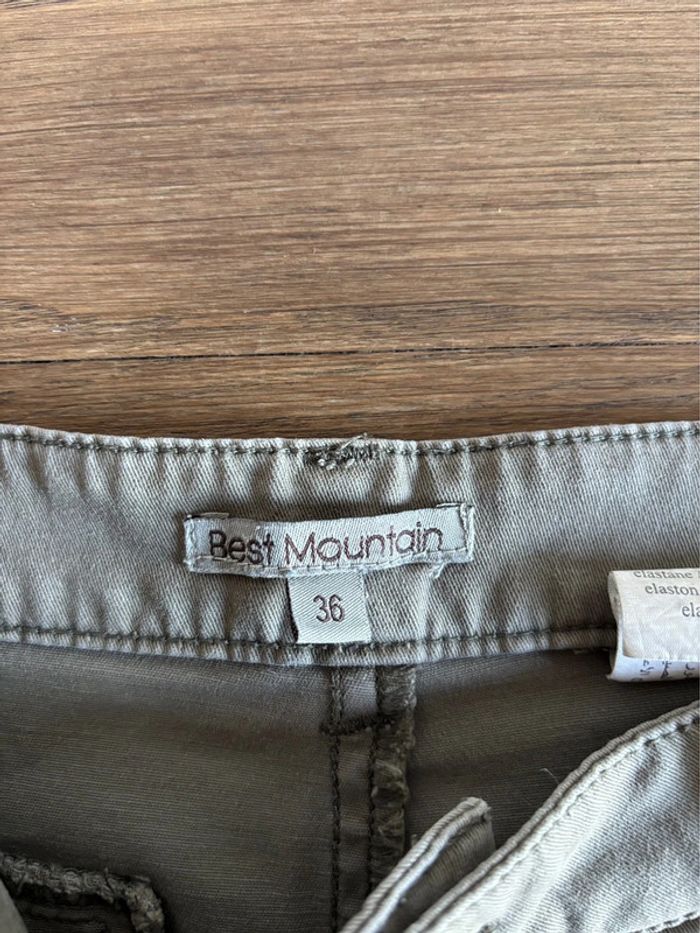 Best Mountain
36
elastane
elaston
ela